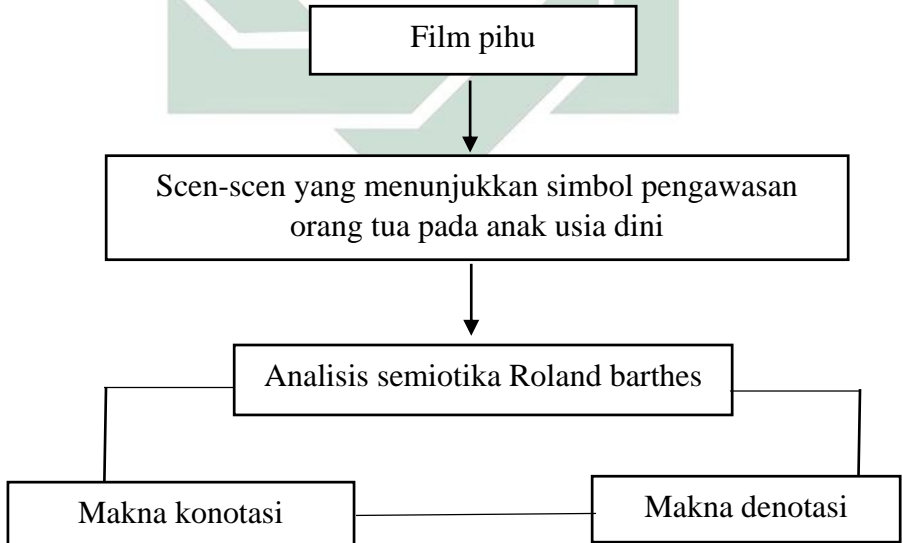 Film pihu
Scen-scen yang menunjukkan simbol pengawasan
orang tua pada anak usia dini
Analisis semiotika Roland barthes
Makna konotasi
Makna denotasi